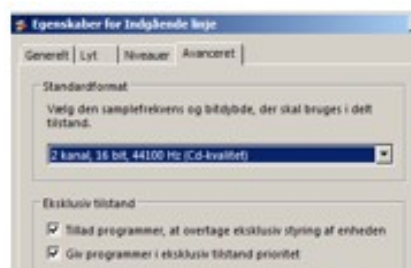 Egenskaber for Indgående linje
Generelt Lyt Niveauer Avanceret
Standardformat
Vælg den samplefrekvens og bitdybde, der skal bruges i delt
tilstand.
2 kanal, 16 bit, 44100 Hz (Cd-kvalitet)
Eksklusiv tilstand
Tillad programmer, at overtage eksklusiv styring af enheden
Giv programmer i eksklusiv tilstand prioritet